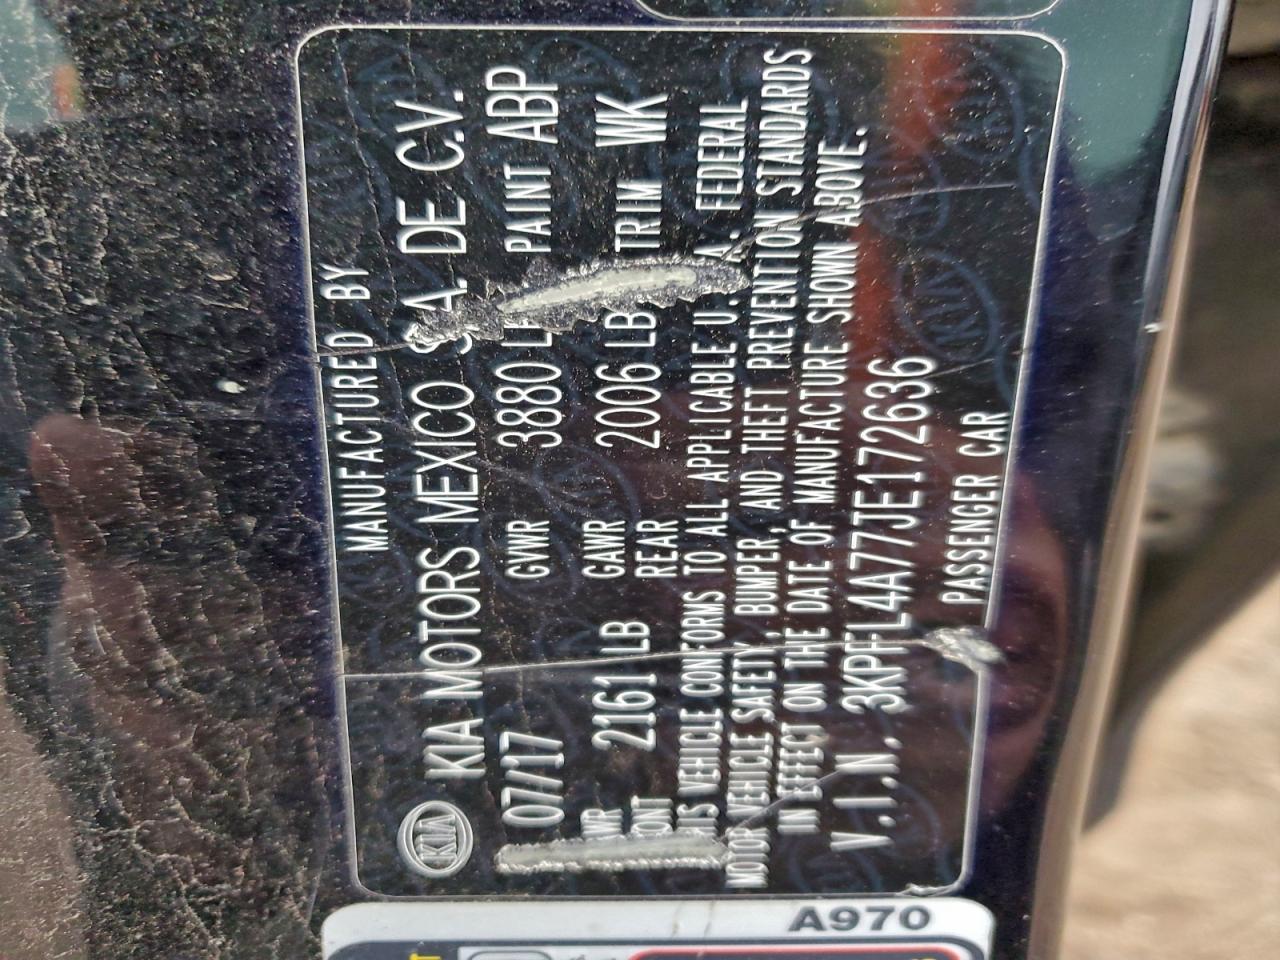 KIA
MANUFACTURED BY
KIA MOTORS MEXICO S.A. DE C.V.
07/17 GVWR 3880 PAINT ABP
2161 LB GAWR REAR 2006 LB TRIM WK
VEHICLE CONFORMS TO ALL APPLICABLE FEDERAL
MOTOR VEHICLE SAFETY, BUMPER, AND THEFT PREVENTION STANDARDS
IN EFFECT ON THE DATE OF MANUFACTURE SHOWN ABOVE.
V.I.N. 3KPFL4A77JE172636
PASSENGER CAR
A970